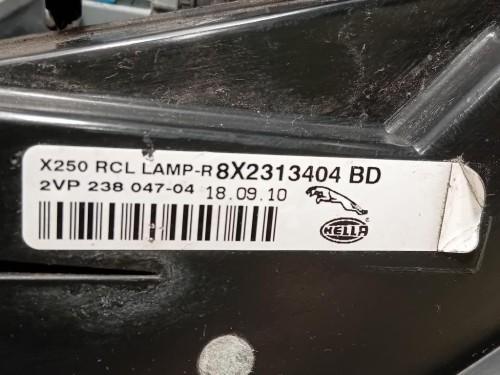 X250 RCL LAMP-R 8X2313404 BD
2VP 238 047-04 18.09.10
HELLA